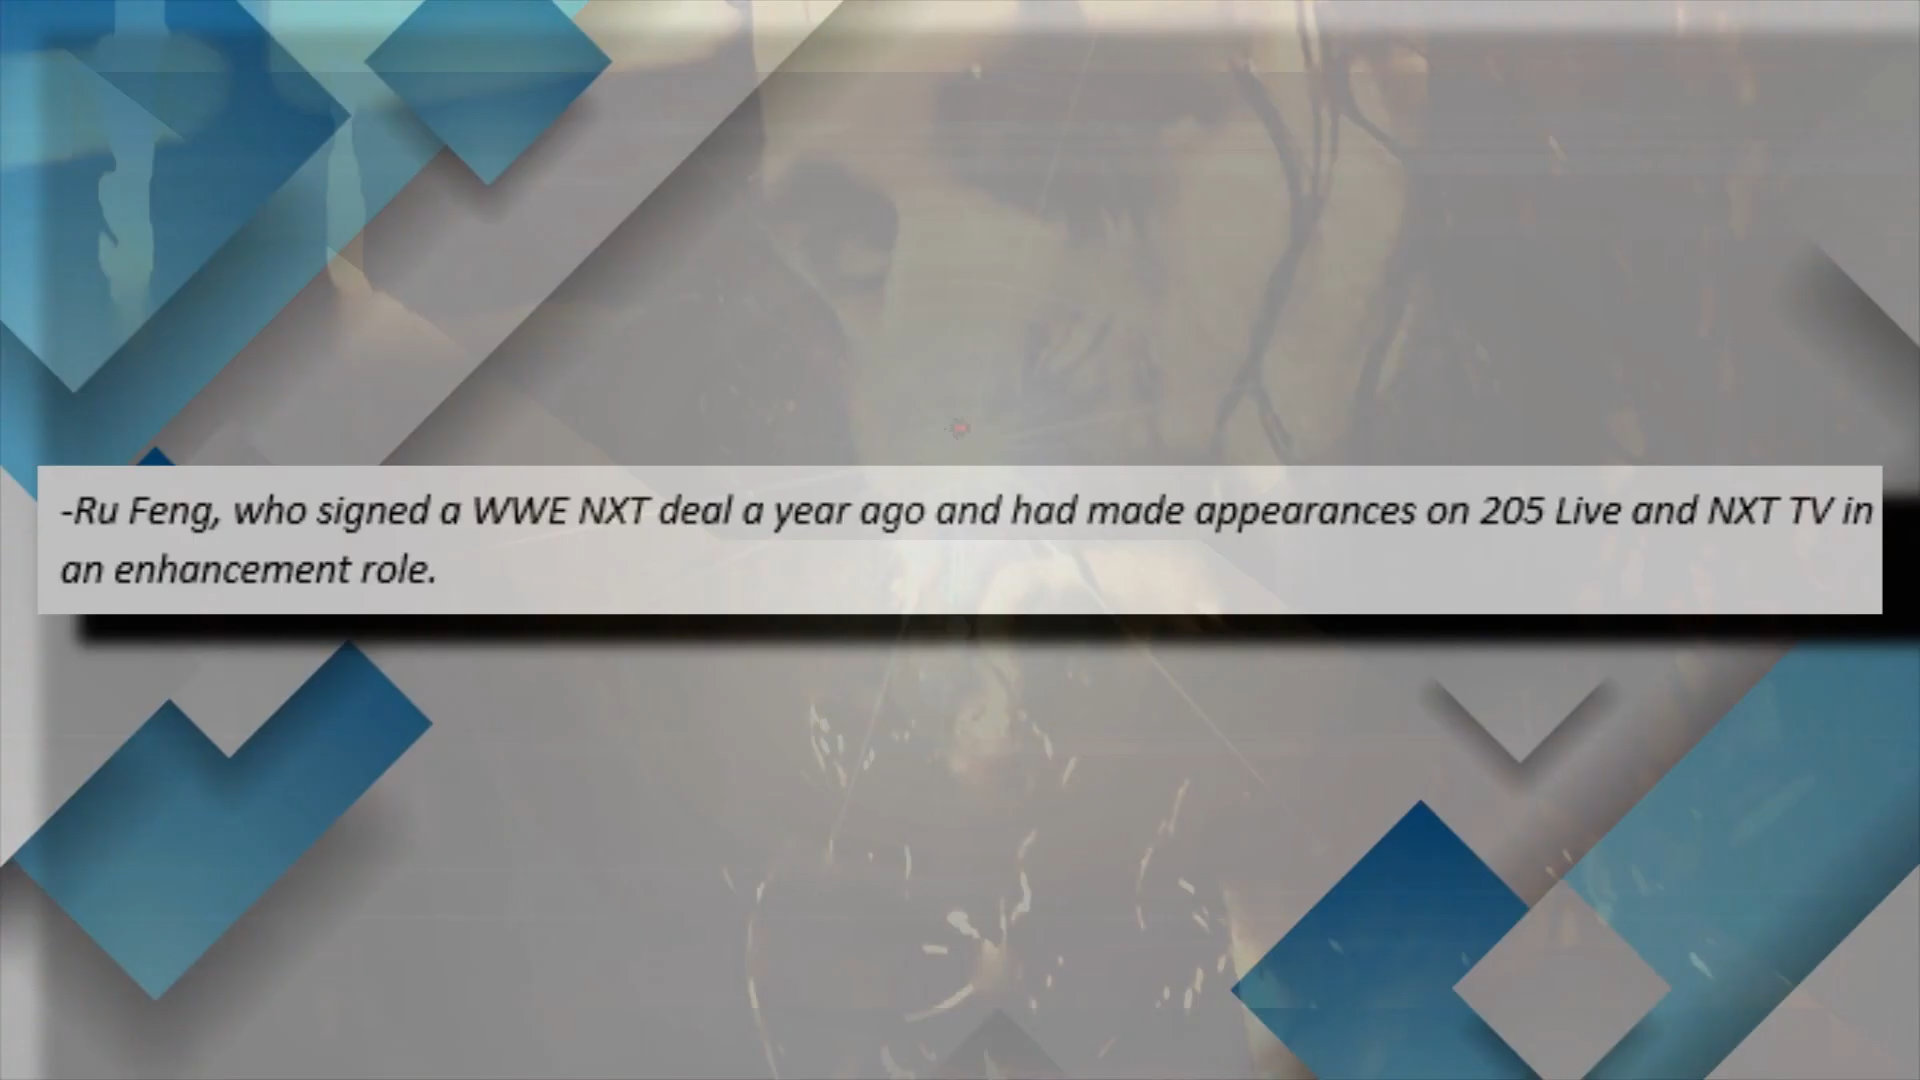 -Ru Feng, who signed a WWE NXT deal a year ago and had made appearances on 205 Live and NXT TV in
an enhancement role.